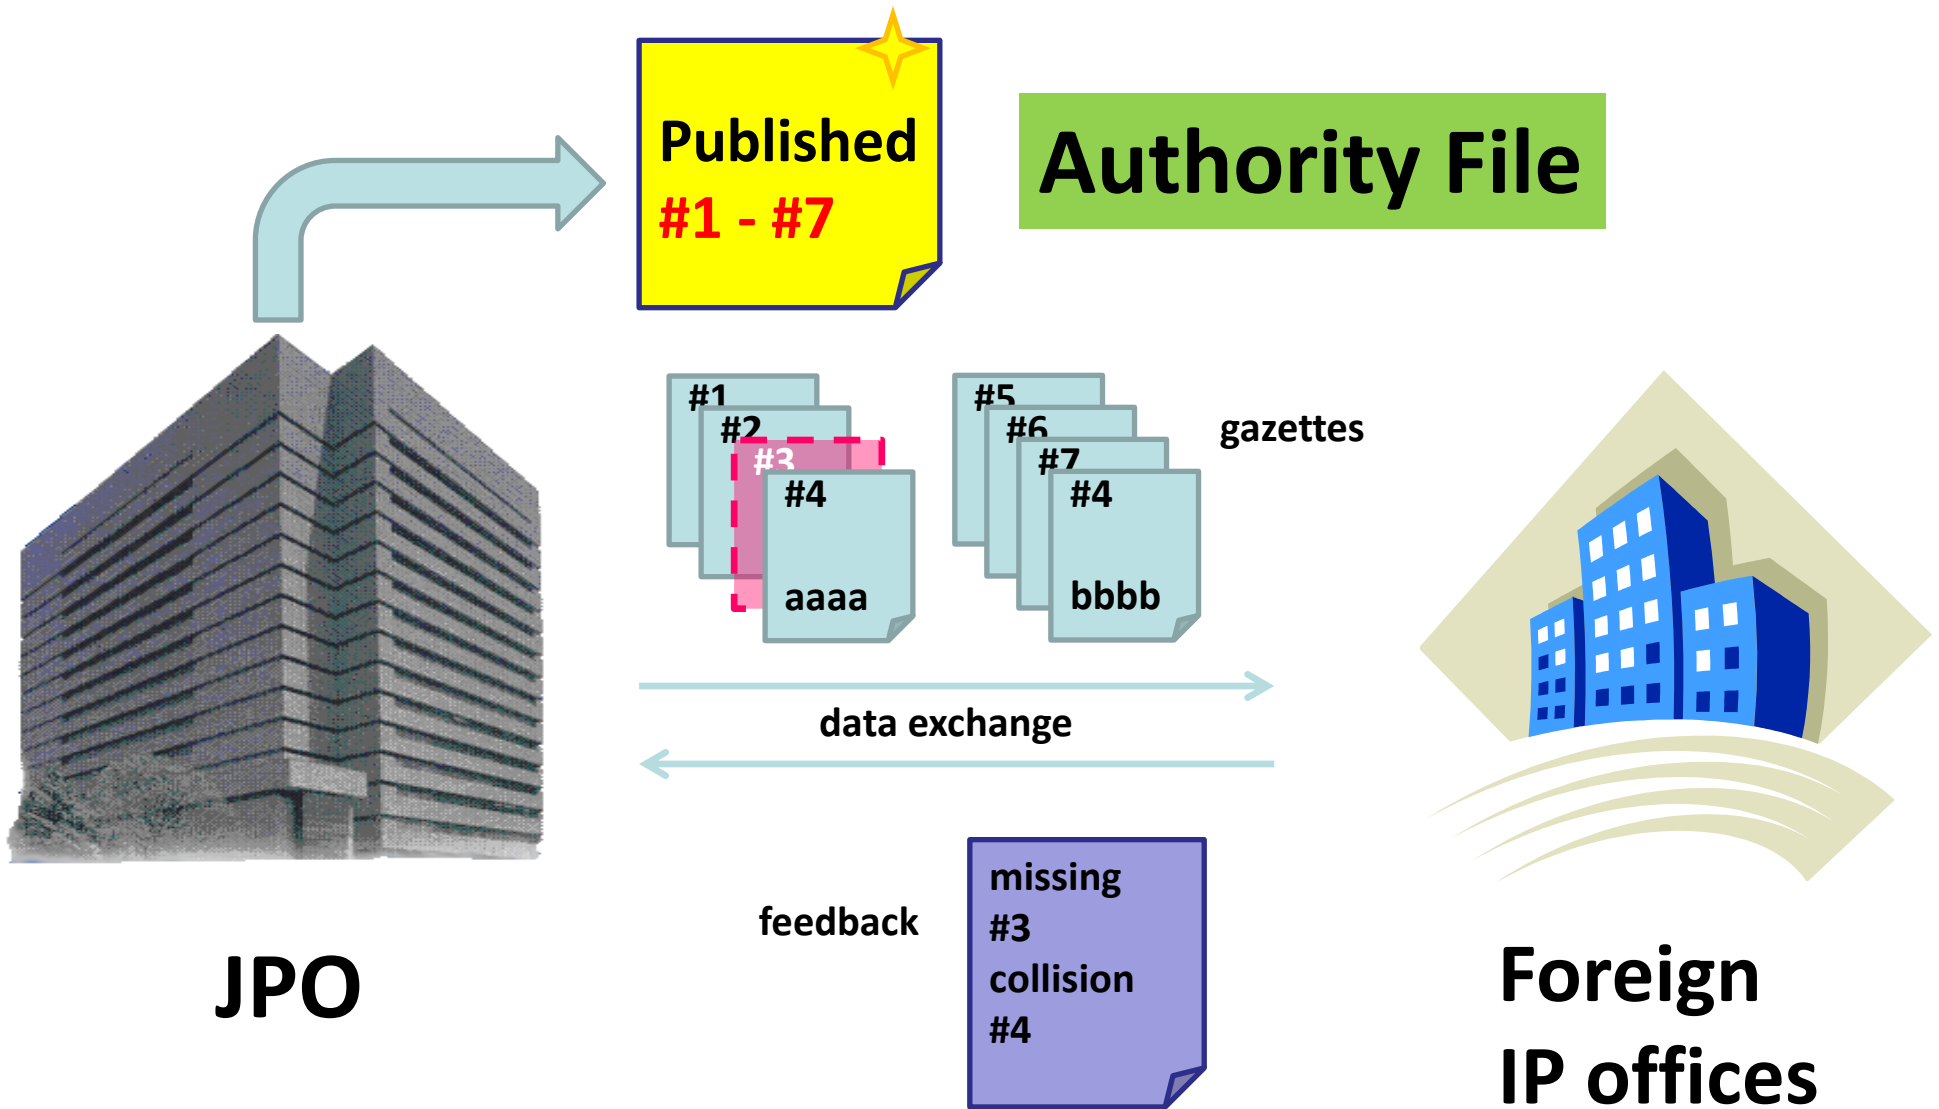 Published
#1 - #7
Authority File
#1
#2
#3
#4
aaaa
#5
#6
#7
#4
bbbb
gazettes
data exchange
feedback
missing
#3
collision
#4
JPO
Foreign
IP offices